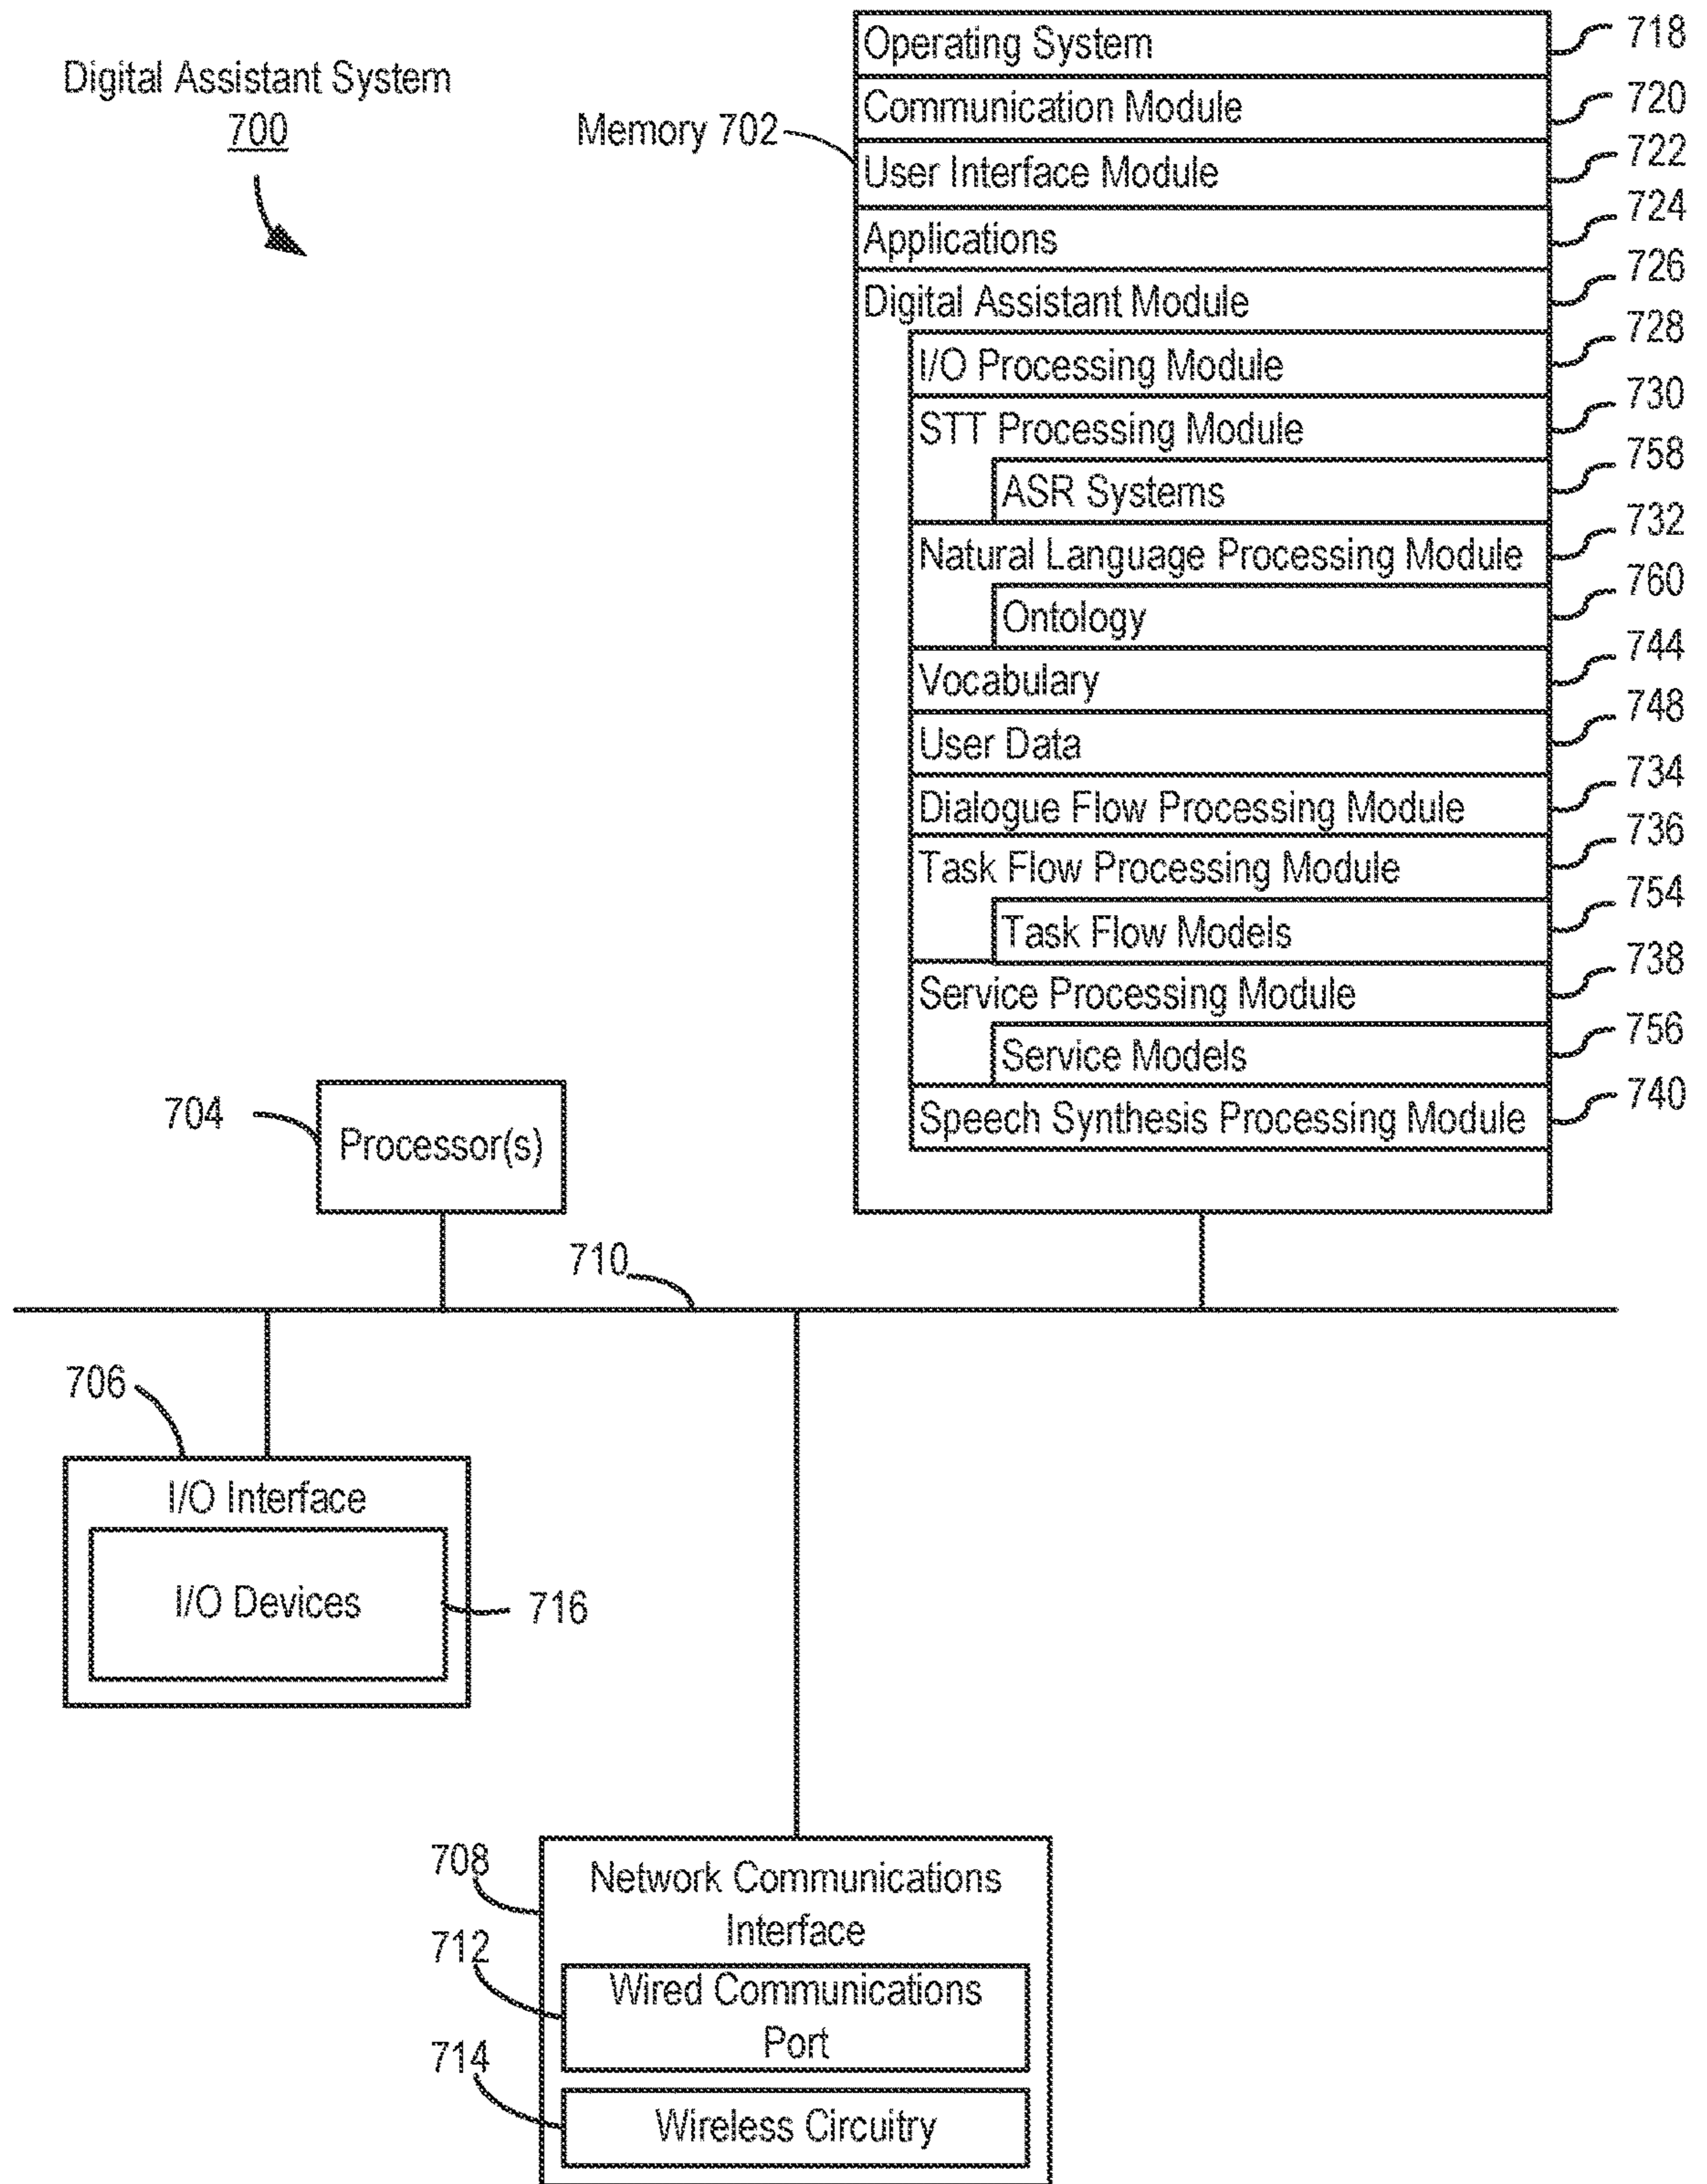 Digital Assistant System
700
Memory 702
Operating System 718
Communication Module 720
User Interface Module 722
Applications 724
Digital Assistant Module 726
I/O Processing Module 728
STT Processing Module 730
ASR Systems 758
Natural Language Processing Module 732
Ontology 760
Vocabulary 744
User Data 748
Dialogue Flow Processing Module 734
Task Flow Processing Module 736
Task Flow Models 754
Service Processing Module 738
Service Models 756
Speech Synthesis Processing Module 740
704
Processor(s)
710
706
I/O Interface
I/O Devices
716
708
Network Communications
Interface
712
Wired Communications
Port
714
Wireless Circuitry